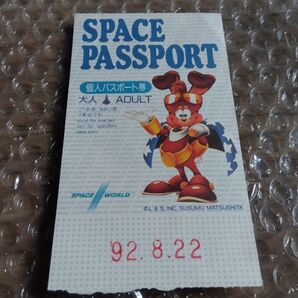 SPACE
PASSPORT
個人パスポート券
大人 ADULT
SPACE WORLD
©L & S, INC. SUSUMU MATSUSHITA
92.8.22